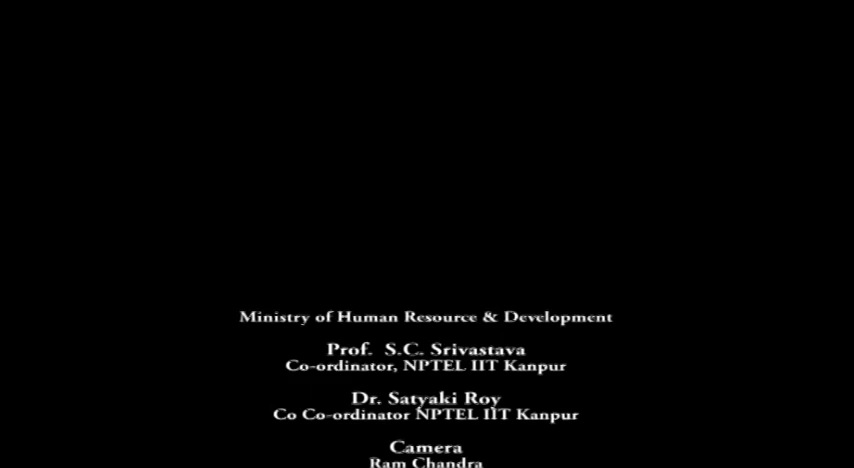 Ministry of Human Resource & Development
Prof. S.C. Srivastava
Co-ordinator, NPTEL IIT Kanpur
Dr. Satyaki Roy
Co Co-ordinator NPTEL IIT Kanpur
Camera
Ram Chandra